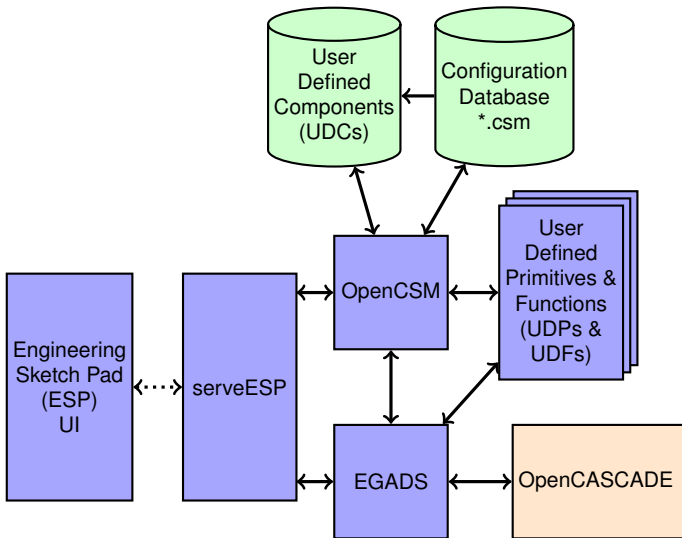 User
Defined
Components
(UDCs)
Configuration
Database
*.csm
User
Defined
Primitives &
Functions
(UDPs &
UDFs)
OpenCSM
Engineering
Sketch Pad
(ESP)
UI
serveESP
EGADS
OpenCASCADE